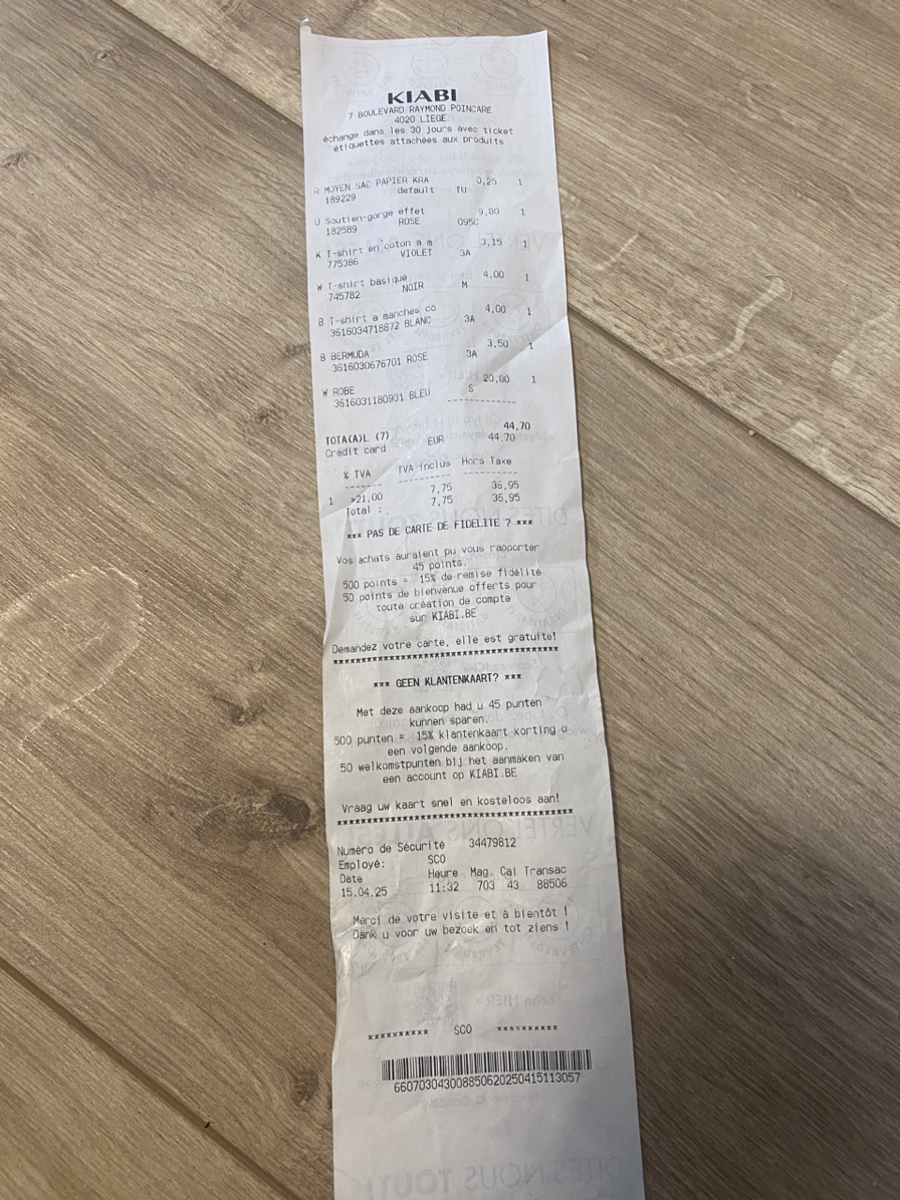 KIABI
7 BOULEVARD RAYMOND POINCARE
4020 LIEGE
échange dans les 30 jours avec ticket
étiquettes attachées aux produits
R MOYEN SAC PAPIER KRA 0,25 1
189229 default TU
U Soutien-gorge effet 9,80 1
182589 ROSE 095C
K T-shirt en coton a m 3,15 1
775386 VIOLET 3A
W T-shirt basique 4,00 1
745782 NOIR M
B T-shirt a manches co 4,00 1
3616034718872 BLANC 3A
B BERMUDA 3,50 1
3616030676701 ROSE 3A
W ROBE 20,00 1
3616031180931 BLEU S
--------------
TOTA(A)L (7) 44,70
Credit card EUR 44,70
% TVA TVA inclus Hors Taxe
------- ---------- ----------
1 >21,00 7,75 36,95
Total : 7,75 36,95
*** PAS DE CARTE DE FIDELITE ? ***
Vos achats auraient pu vous rapporter
45 points.
500 points = 15% de remise fidélité
50 points de bienvenue offerts pour
toute création de compte
sur KIABI.BE
Demandez votre carte, elle est gratuite!
****************************************
*** GEEN KLANTENKAART? ***
Met deze aankoop had u 45 punten
kunnen sparen.
500 punten = 15% klantenkaart korting o
een volgende aankoop.
50 welkomstpunten bij het aanmaken van
een account op KIABI.BE
Vraag uw kaart snel en kosteloos aan!
****************************************
Numéro de Sécurité 34479812
Employé: SCO
Date Heure Mag. Cai Transac
15.04.25 11:32 703 43 88506
Merci de votre visite et à bientôt !
Dank u voor uw bezoek en tot ziens !
********** SCO **********
660703043008850620250415113057